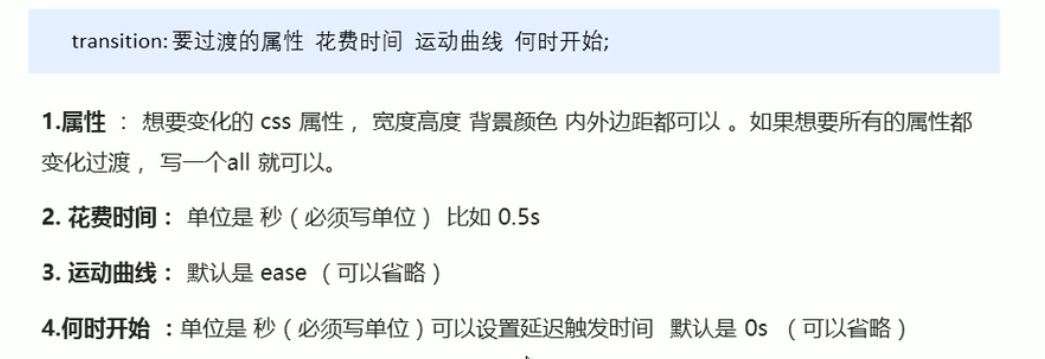 transition: 要过渡的属性 花费时间 运动曲线 何时开始;
1.属性 ： 想要变化的 css 属性， 宽度高度 背景颜色 内外边距都可以 。如果想要所有的属性都
变化过渡， 写一个all 就可以。
2. 花费时间： 单位是 秒（必须写单位） 比如 0.5s
3. 运动曲线： 默认是 ease （可以省略）
4.何时开始 ：单位是 秒（必须写单位）可以设置延迟触发时间 默认是 0s （可以省略）